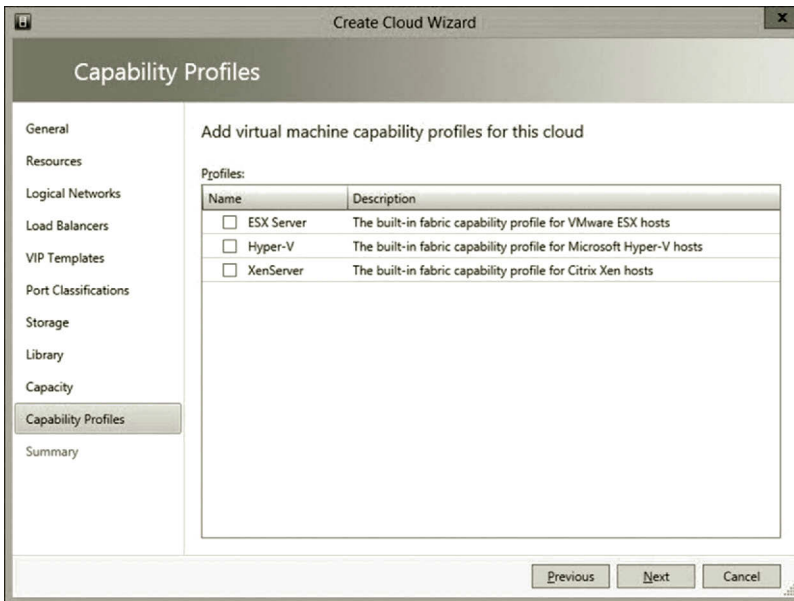 Create Cloud Wizard
x
Capability Profiles
General
Resources
Logical Networks
Load Balancers
VIP Templates
Port Classifications
Storage
Library
Capacity
Capability Profiles
Summary
Add virtual machine capability profiles for this cloud
Profiles:
Name Description
ESX Server The built-in fabric capability profile for VMware ESX hosts
Hyper-V The built-in fabric capability profile for Microsoft Hyper-V hosts
XenServer The built-in fabric capability profile for Citrix Xen hosts
Previous Next Cancel